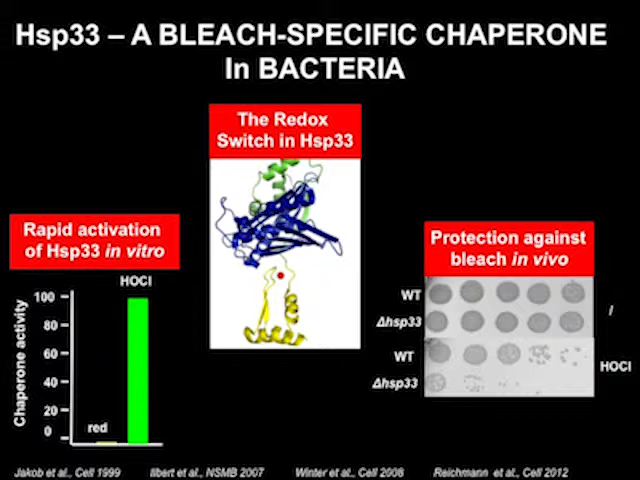 Hsp33 – A BLEACH-SPECIFIC CHAPERONE
In BACTERIA
The Redox
Switch in Hsp33
Rapid activation
of Hsp33 in vitro
HOCl
Chaperone activity
100
80
60
40
20
0
red
Protection against
bleach in vivo
WT
Δhsp33
/
WT
Δhsp33
HOCl
Jakob et al., Cell 1999 Ilbert et al., NSMB 2007 Winter et al., Cell 2008 Reichmann et al., Cell 2012